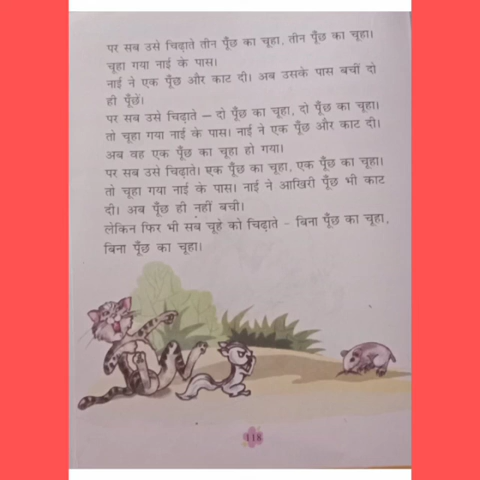 पर सब उसे चिढ़ाते तीन पूँछ का चूहा, तीन पूँछ का चूहा।
चूहा गया नाई के पास।
नाई ने एक पूँछ और काट दी। अब उसके पास बचीं दो
ही पूँछें।
पर सब उसे चिढ़ाते – दो पूँछ का चूहा, दो पूँछ का चूहा।
तो चूहा गया नाई के पास। नाई ने एक पूँछ और काट दी।
अब वह एक पूँछ का चूहा हो गया।
पर सब उसे चिढ़ाते। एक पूँछ का चूहा, एक पूँछ का चूहा।
तो चूहा गया नाई के पास। नाई ने आखिरी पूँछ भी काट
दी। अब पूँछ ही नहीं बची।
लेकिन फिर भी सब चूहे को चिढ़ाते – बिना पूँछ का चूहा,
बिना पूँछ का चूहा।
118